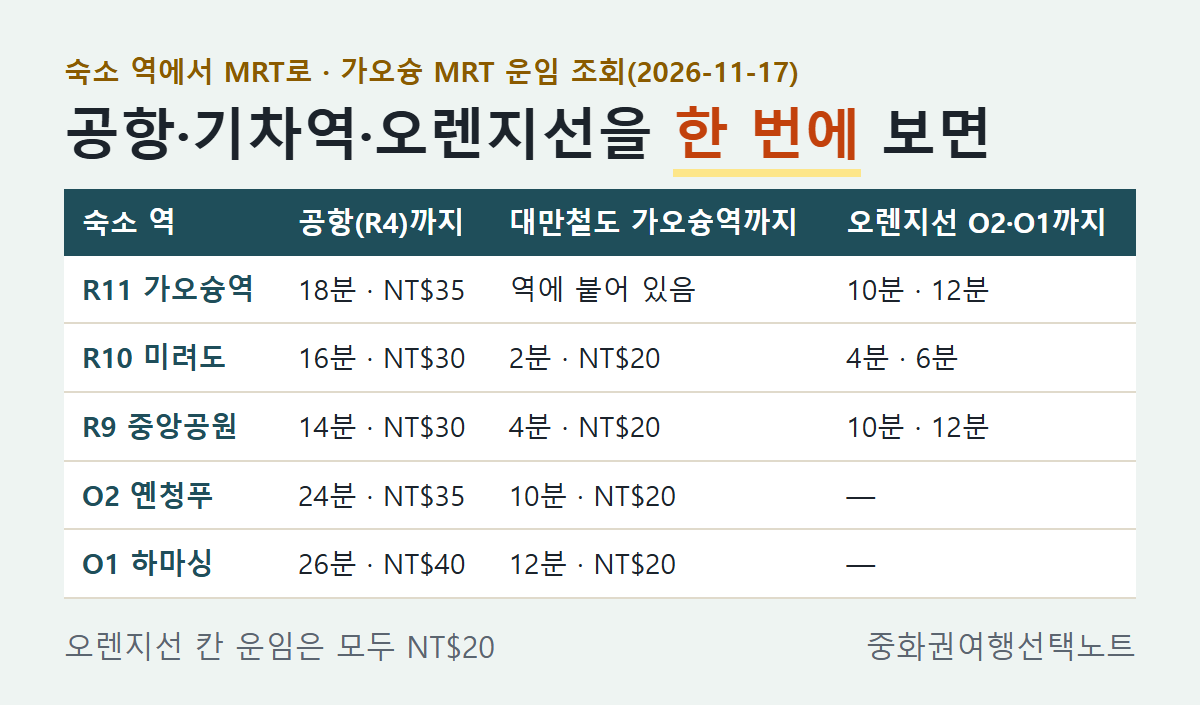 숙소 역에서 MRT로 · 가오슝 MRT 운임 조회(2026-11-17)
공항·기차역·오렌지선을 한 번에 보면
숙소 역 공항(R4)까지 대만철도 가오슝역까지 오렌지선 O2·O1까지
R11 가오슝역 18분 · NT$35 역에 붙어 있음 10분 · 12분
R10 미려도 16분 · NT$30 2분 · NT$20 4분 · 6분
R9 중앙공원 14분 · NT$30 4분 · NT$20 10분 · 12분
O2 옌청푸 24분 · NT$35 10분 · NT$20 —
O1 하마싱 26분 · NT$40 12분 · NT$20 —
오렌지선 칸 운임은 모두 NT$20 중화권여행선택노트